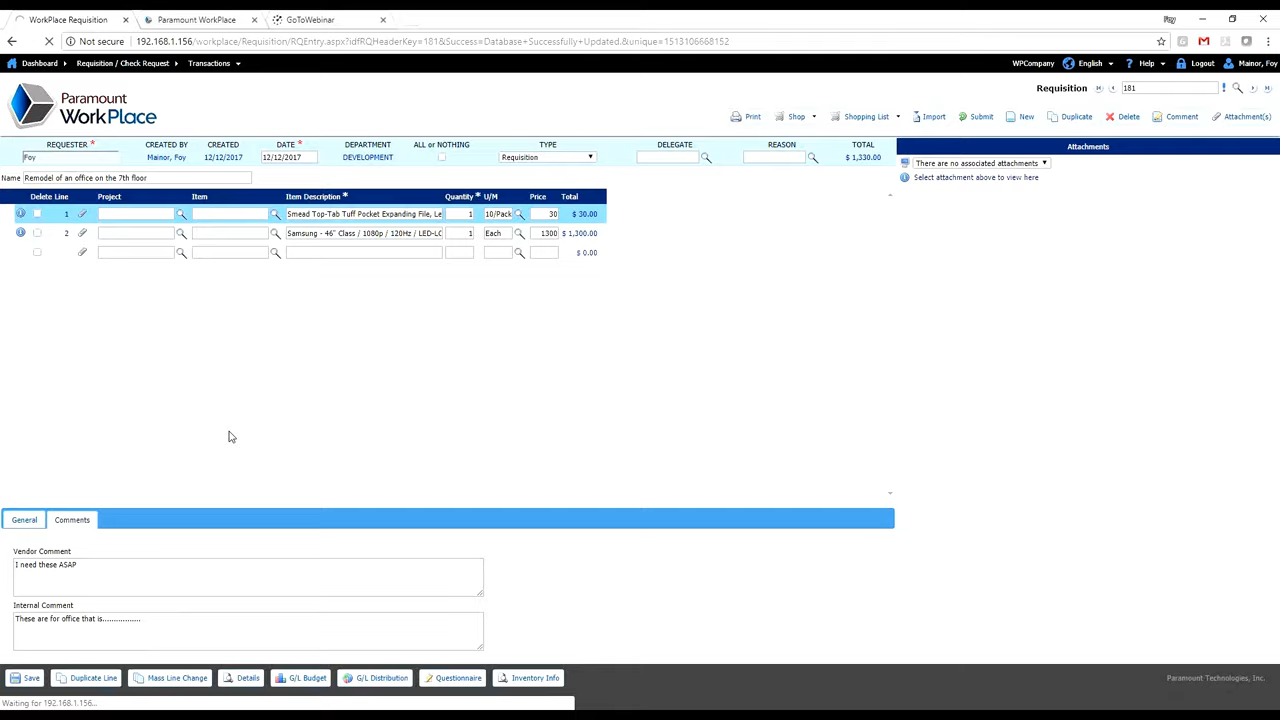 WorkPlace Requisition Paramount WorkPlace GoToWebinar Foy
Not secure 192.168.1.156/workplace/Requisition/RQEntry.aspx?idfRQHeaderKey=181&Success=Database+Successfully+Updated.&unique=1513106668152
Dashboard Requisition / Check Request Transactions WPCompany English ? Help Logout Mainor, Foy
Paramount
WorkPlace
Requisition 181
Print Shop Shopping List Import Submit New Duplicate Delete Comment Attachment(s)
REQUESTER * CREATED BY CREATED DATE * DEPARTMENT ALL or NOTHING TYPE DELEGATE REASON TOTAL
Foy Mainor, Foy 12/12/2017 12/12/2017 DEVELOPMENT Requisition $ 1,330.00
Attachments
There are no associated attachments
Select attachment above to view here
Name Remodel of an office on the 7th floor
Delete Line Project Item Item Description * Quantity * U/M Price Total
1 Smead Top-Tab Tuff Pocket Expanding File, Le 1 10/Pack 30 $ 30.00
2 Samsung - 46" Class / 1080p / 120Hz / LED-LC 1 Each 1300 $ 1,300.00
$ 0.00
General Comments
Vendor Comment
I need these ASAP
Internal Comment
These are for office that is................
Save Duplicate Line Mass Line Change Details G/L Budget G/L Distribution Questionnaire Inventory Info Paramount Technologies, Inc.
Waiting for 192.168.1.156...